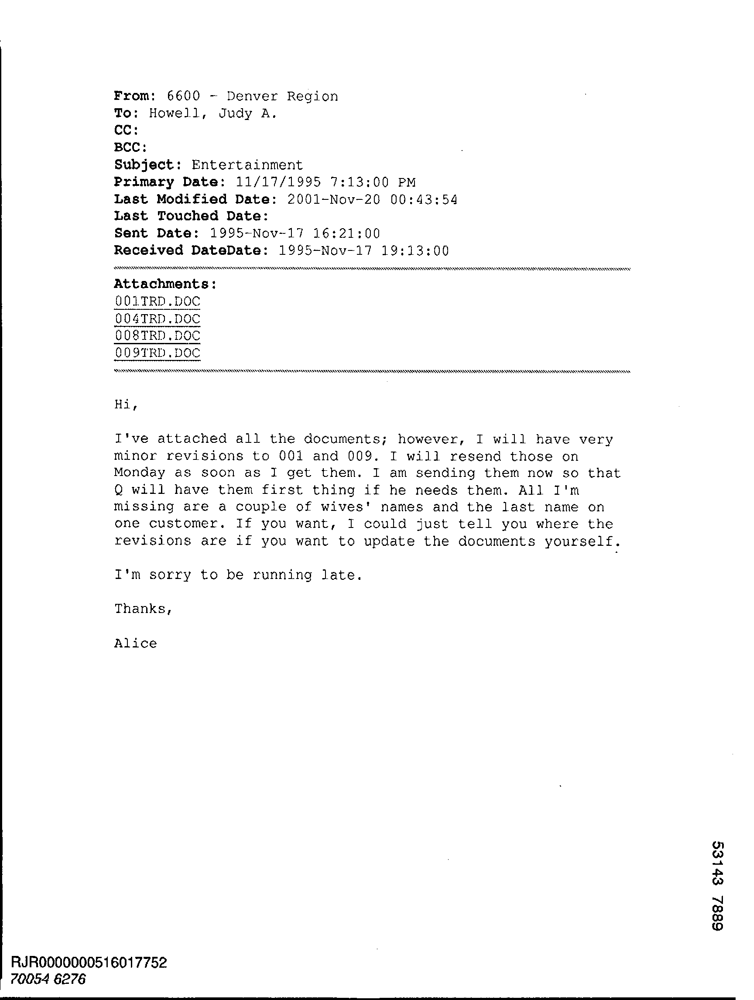 From: 6600 - Denver Region
To: Howell, Judy A.
CC:
BCC:
Subject: Entertainment
Primary Date: 11/17/1995 7:13:00 PM
Last Modified Date: 2001-Nov-20 00:43:54
Last Touched Date:
Sent Date: 1995-Nov-17 16:21:00
Received DateDate: 1995-Nov-17 19:13:00
Attachments:
001TRD.DOC
004TRD.DOC
008TRD.DOC
009TRD.DOC
Hi,
I've attached all the documents; however, I will have very
minor revisions to 001 and 009. I will resend those on
Monday as soon as I get them. I am sending them now so that
Q will have them first thing if he needs them. All I'm
missing are a couple of wives' names and the last name on
one customer. If you want, I could just tell you where the
revisions are if you want to update the documents yourself.
I'm sorry to be running late.
Thanks,
Alice
53143 7889
RJR0000000516017752
70054 6276